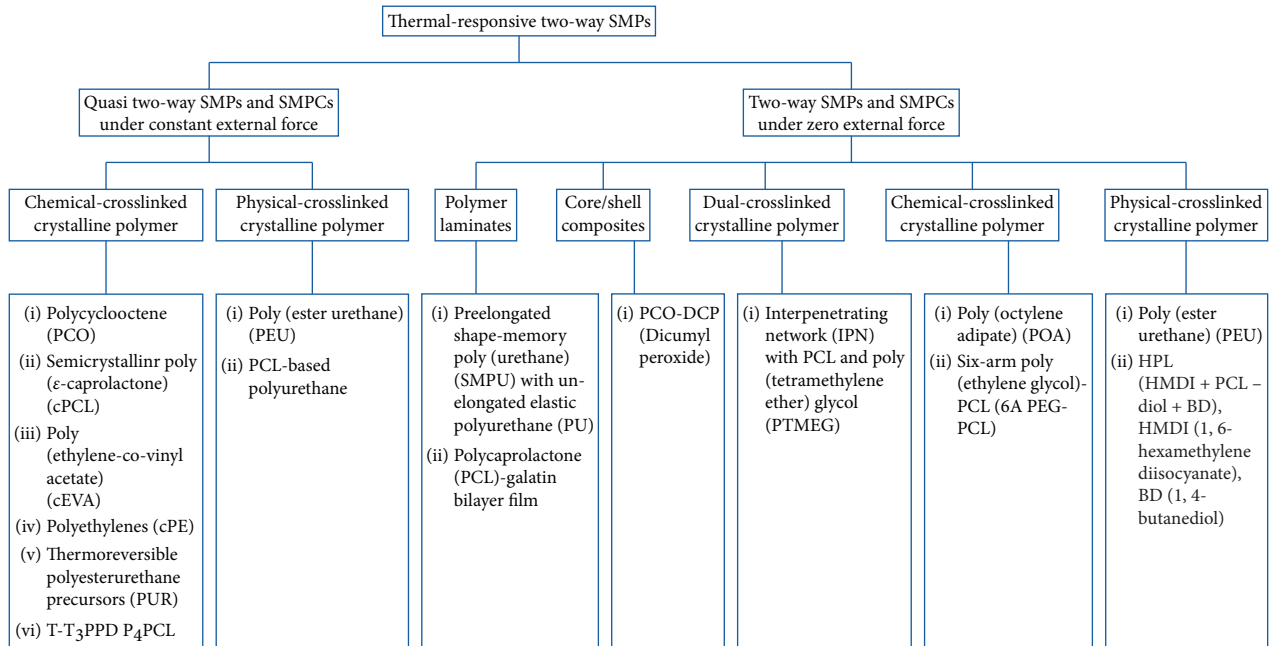 Thermal-responsive two-way SMPs
Quasi two-way SMPs and SMPCs
under constant external force
Two-way SMPs and SMPCs
under zero external force
Chemical-crosslinked
crystalline polymer
Physical-crosslinked
crystalline polymer
Polymer
laminates
Core/shell
composites
Dual-crosslinked
crystalline polymer
Chemical-crosslinked
crystalline polymer
Physical-crosslinked
crystalline polymer
(i) Polycyclooctene
(PCO)
(ii) Semicrystallinr poly
(ε-caprolactone)
(cPCL)
(iii) Poly
(ethylene-co-vinyl
acetate)
(cEVA)
(iv) Polyethylenes (cPE)
(v) Thermoreversible
polyesterurethane
precursors (PUR)
(vi) T-T3PPD P4PCL
(i) Poly (ester urethane)
(PEU)
(ii) PCL-based
polyurethane
(i) Preelongated
shape-memory
poly (urethane)
(SMPU) with un-
elongated elastic
polyurethane (PU)
(ii) Polycaprolactone
(PCL)-galatin
bilayer film
(i) PCO-DCP
(Dicumyl
peroxide)
(i) Interpenetrating
network (IPN)
with PCL and poly
(tetramethylene
ether) glycol
(PTMEG)
(i) Poly (octylene
adipate) (POA)
(ii) Six-arm poly
(ethylene glycol)-
PCL (6A PEG-
PCL)
(i) Poly (ester
urethane) (PEU)
(ii) HPL
(HMDI + PCL –
diol + BD),
HMDI (1, 6-
hexamethylene
diisocyanate),
BD (1, 4-
butanediol)